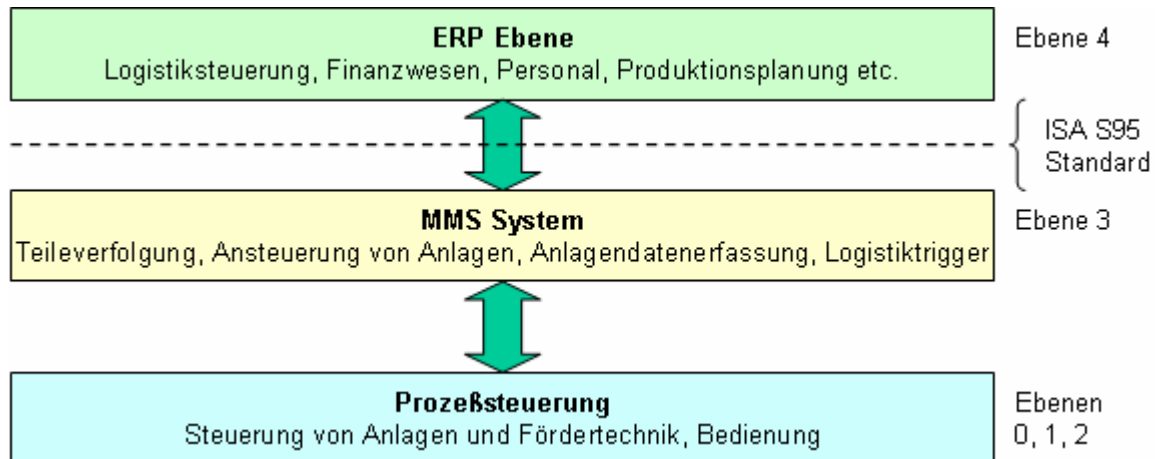 ERP Ebene
Logistiksteuerung, Finanzwesen, Personal, Produktionsplanung etc.
Ebene 4
ISA S95
Standard
MMS System
Teileverfolgung, Ansteuerung von Anlagen, Anlagendatenerfassung, Logistiktrigger
Ebene 3
Prozeßsteuerung
Steuerung von Anlagen und Fördertechnik, Bedienung
Ebenen
0, 1, 2